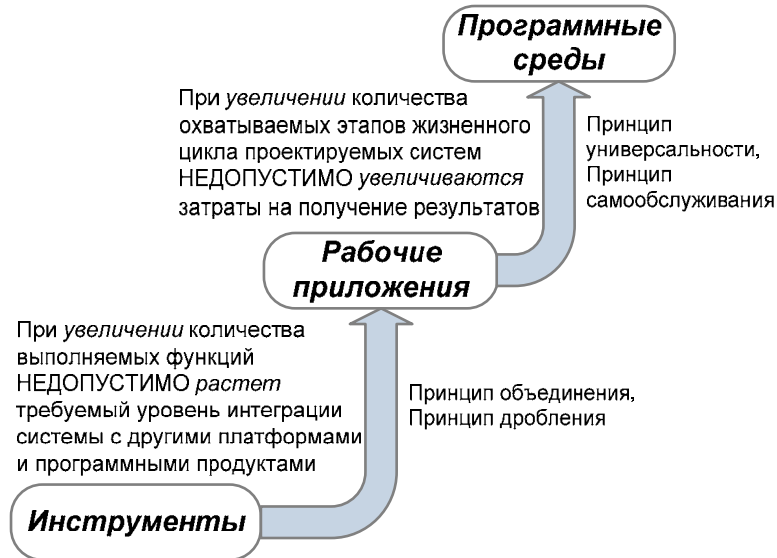 Программные
среды
При увеличении количества
охватываемых этапов жизненного
цикла проектируемых систем
НЕДОПУСТИМО увеличиваются
затраты на получение результатов
Принцип
универсальности,
Принцип
самообслуживания
Рабочие
приложения
При увеличении количества
выполняемых функций
НЕДОПУСТИМО растет
требуемый уровень интеграции
системы с другими платформами
и программными продуктами
Принцип объединения,
Принцип дробления
Инструменты